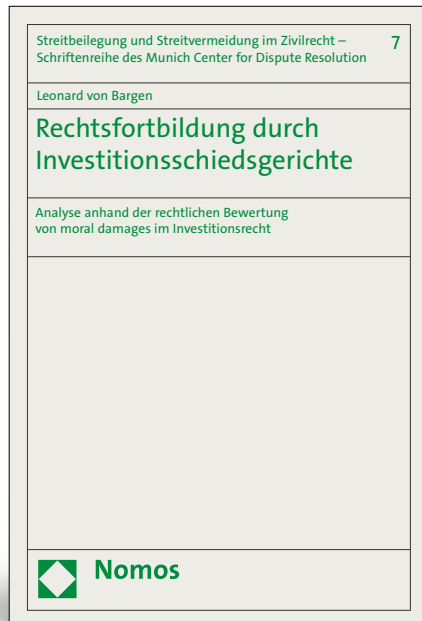 Streitbeilegung und Streitvermeidung im Zivilrecht –
Schriftenreihe des Munich Center for Dispute Resolution
7
Leonard von Bargen
Rechtsfortbildung durch
Investitionsschiedsgerichte
Analyse anhand der rechtlichen Bewertung
von moral damages im Investitionsrecht
Nomos